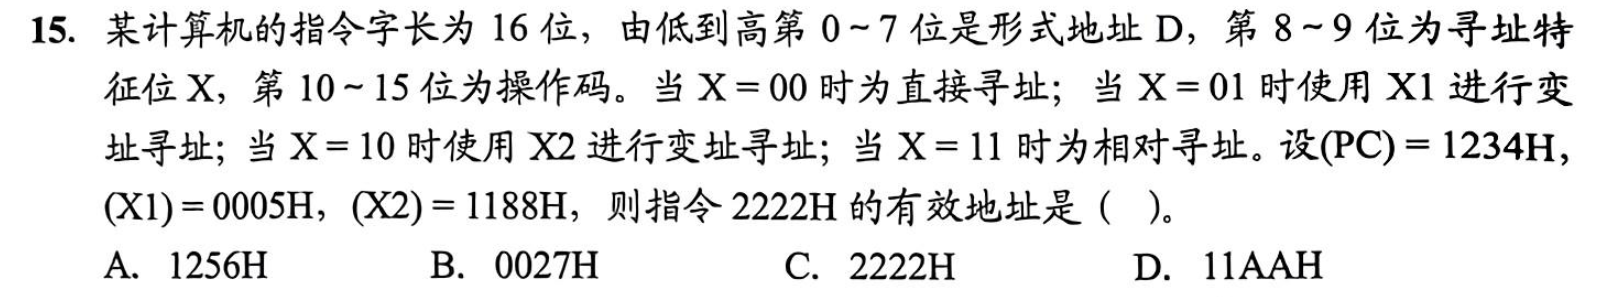 15. 某计算机的指令字长为 16 位，由低到高第 0~7 位是形式地址 D，第 8~9 位为寻址特
征位 X，第 10~15 位为操作码。当 X = 00 时为直接寻址；当 X = 01 时使用 X1 进行变
址寻址；当 X = 10 时使用 X2 进行变址寻址；当 X = 11 时为相对寻址。设(PC) = 1234H，
(X1) = 0005H，(X2) = 1188H，则指令 2222H 的有效地址是（ ）。
A. 1256H B. 0027H C. 2222H D. 11AAH